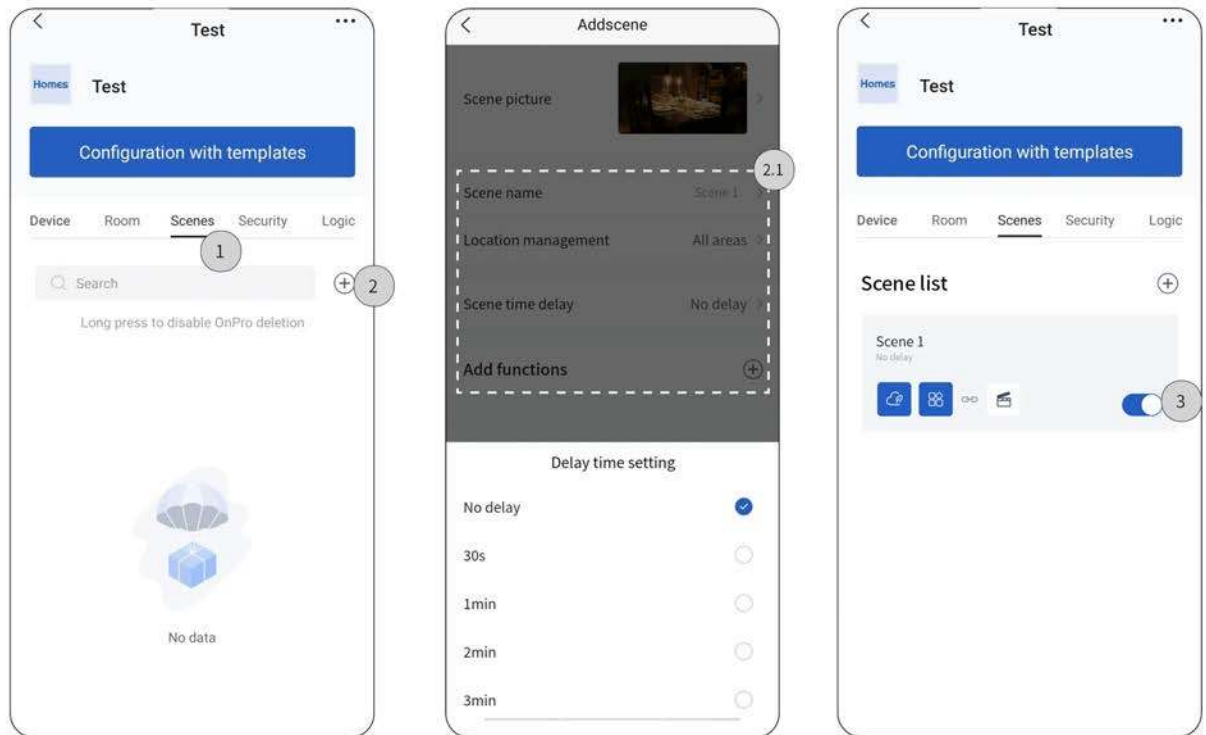 Test
Homes Test
Configuration with templates
Device Room Scenes Security Logic
1
Search
2
Long press to disable OnPro deletion
No data
Addscene
Scene picture
2.1
Scene name Scene 1
Location management All areas
Scene time delay No delay
Add functions
Delay time setting
No delay
30s
1min
2min
3min
Test
Homes Test
Configuration with templates
Device Room Scenes Security Logic
Scene list
Scene 1
No delay
3